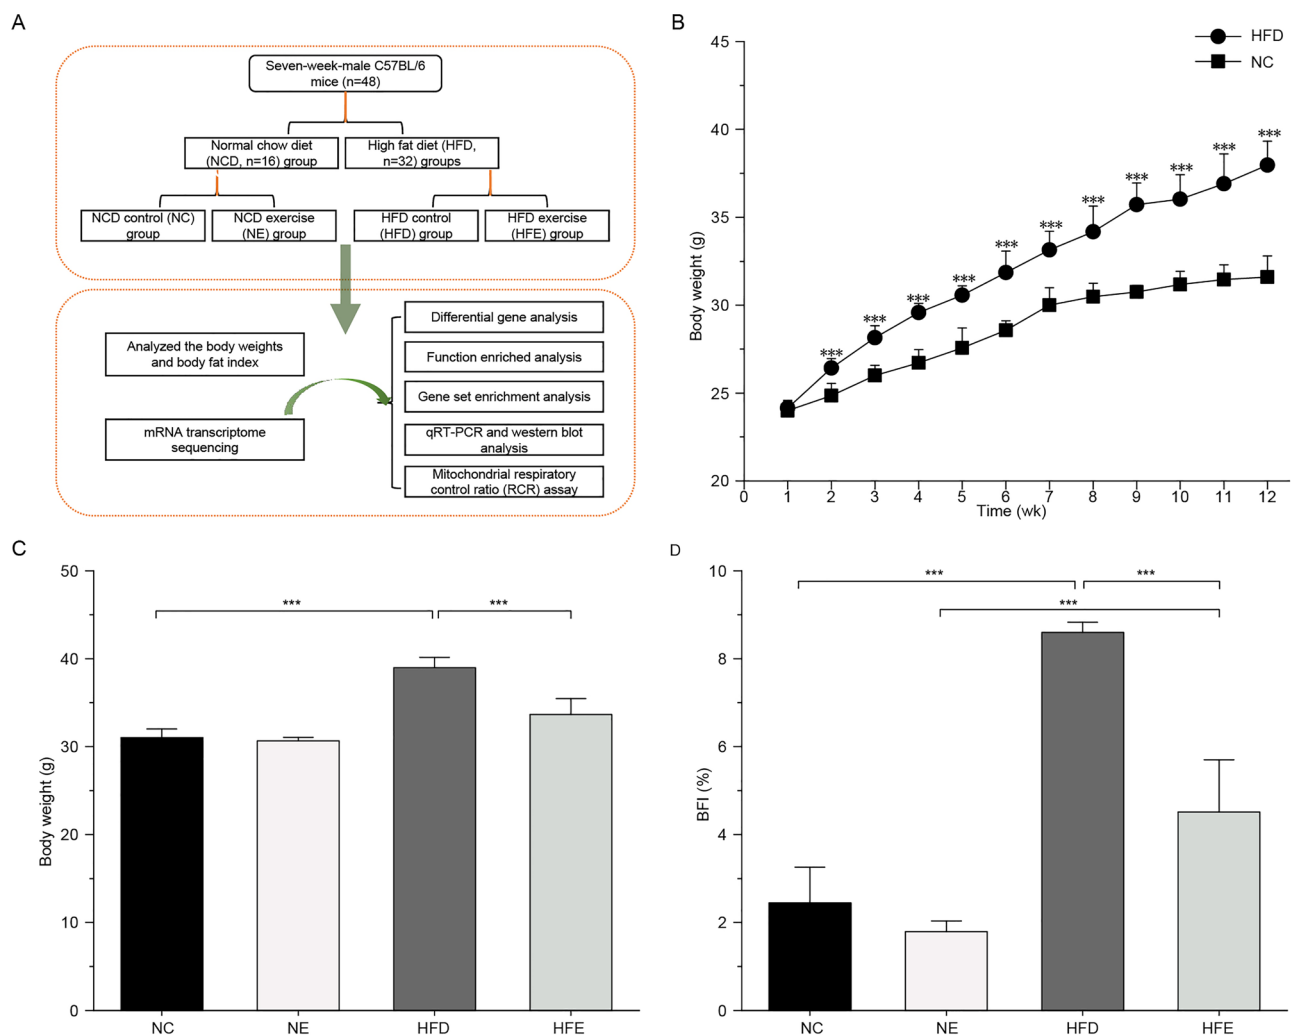 A
Seven-week-male C57BL/6
mice (n=48)
Normal chow diet
(NCD, n=16) group
High fat diet (HFD,
n=32) groups
NCD control (NC)
group
NCD exercise
(NE) group
HFD control
(HFD) group
HFD exercise
(HFE) group
Analyzed the body weights
and body fat index
mRNA transcriptome
sequencing
Differential gene analysis
Function enriched analysis
Gene set enrichment analysis
qRT-PCR and western blot
analysis
Mitochondrial respiratory
control ratio (RCR) assay
B
HFD
NC
45
40
35
30
25
20
Body weight (g)
*** *** *** *** *** *** *** *** *** *** ***
0 1 2 3 4 5 6 7 8 9 10 11 12
Time (wk)
C
50
40
30
20
10
0
Body weight (g)
*** ***
NC NE HFD HFE
D
10
8
6
4
2
0
BFI (%)
*** ***
***
NC NE HFD HFE